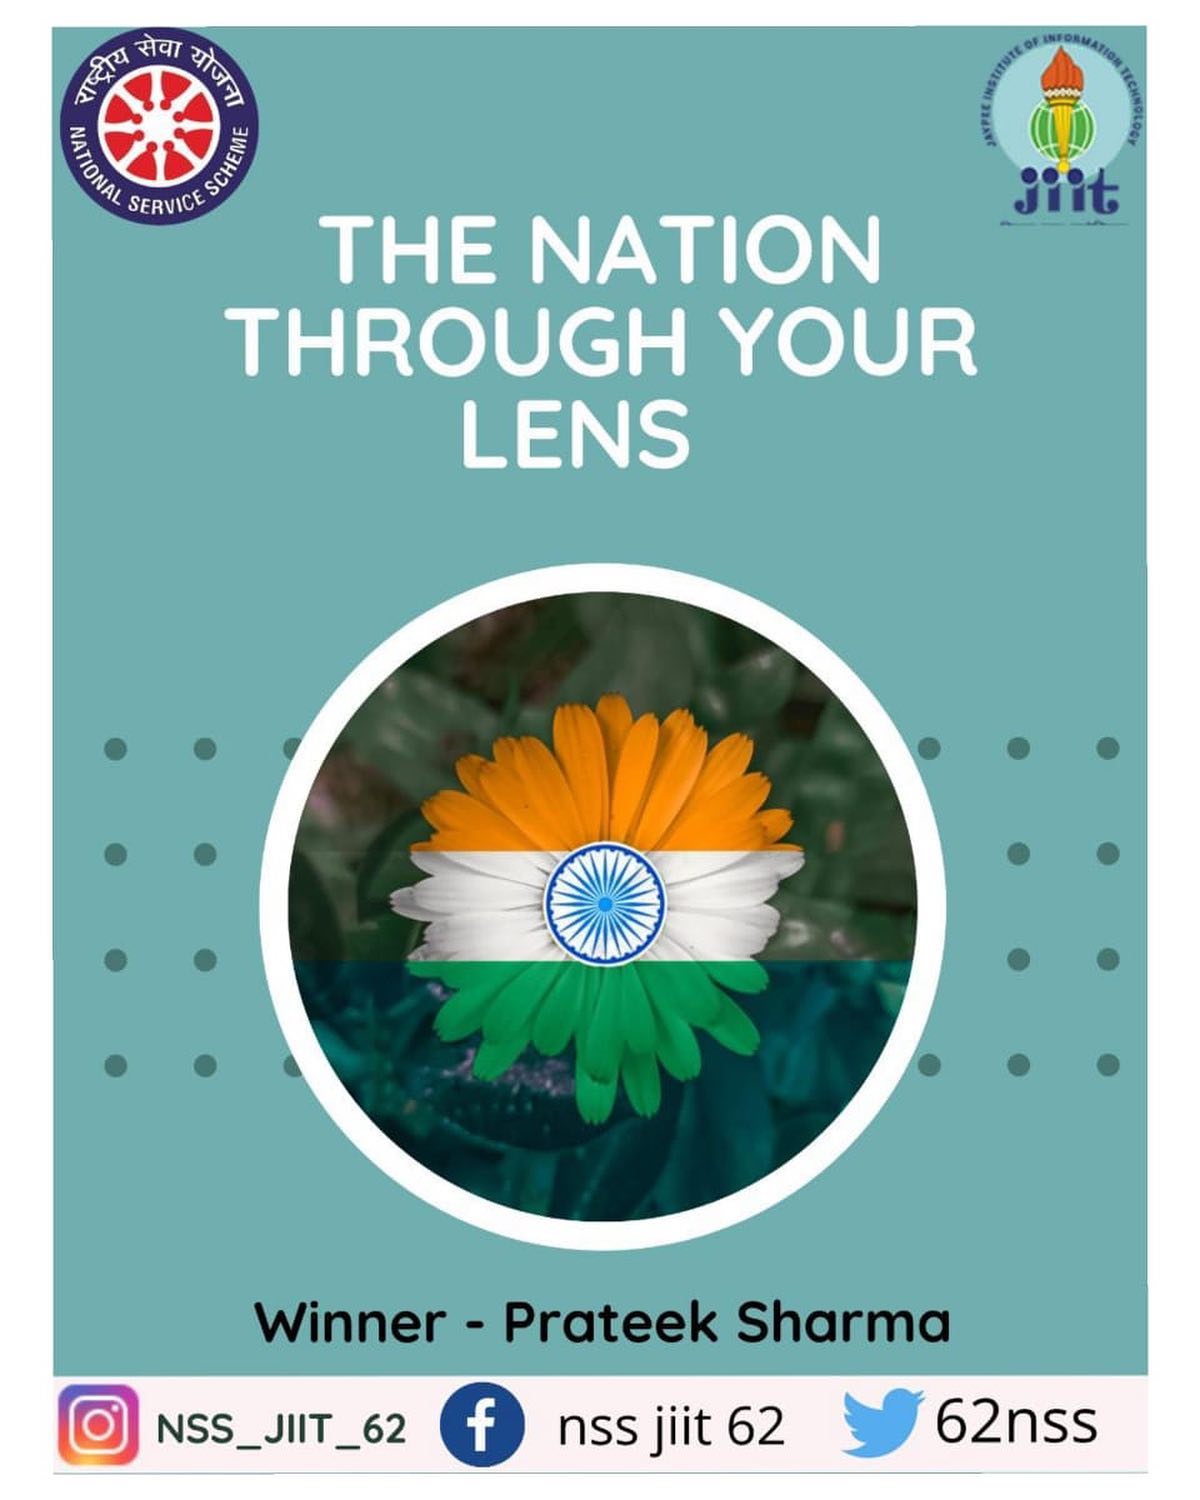 राष्ट्रीय सेवा योजना
NATIONAL SERVICE SCHEME
JAYPEE INSTITUTE OF INFORMATION TECHNOLOGY
jiit
THE NATION
THROUGH YOUR
LENS
Winner - Prateek Sharma
NSS_JIIT_62
nss jiit 62
62nss